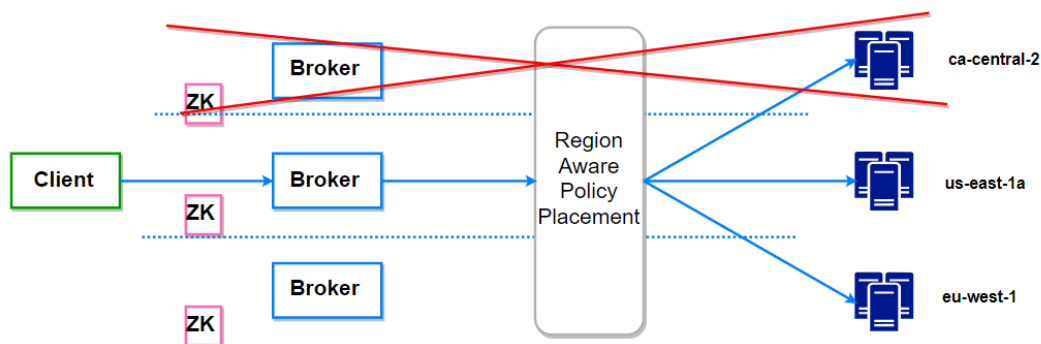 Broker
ca-central-2
ZK
Client
Broker
Region
Aware
Policy
Placement
us-east-1a
ZK
Broker
eu-west-1
ZK